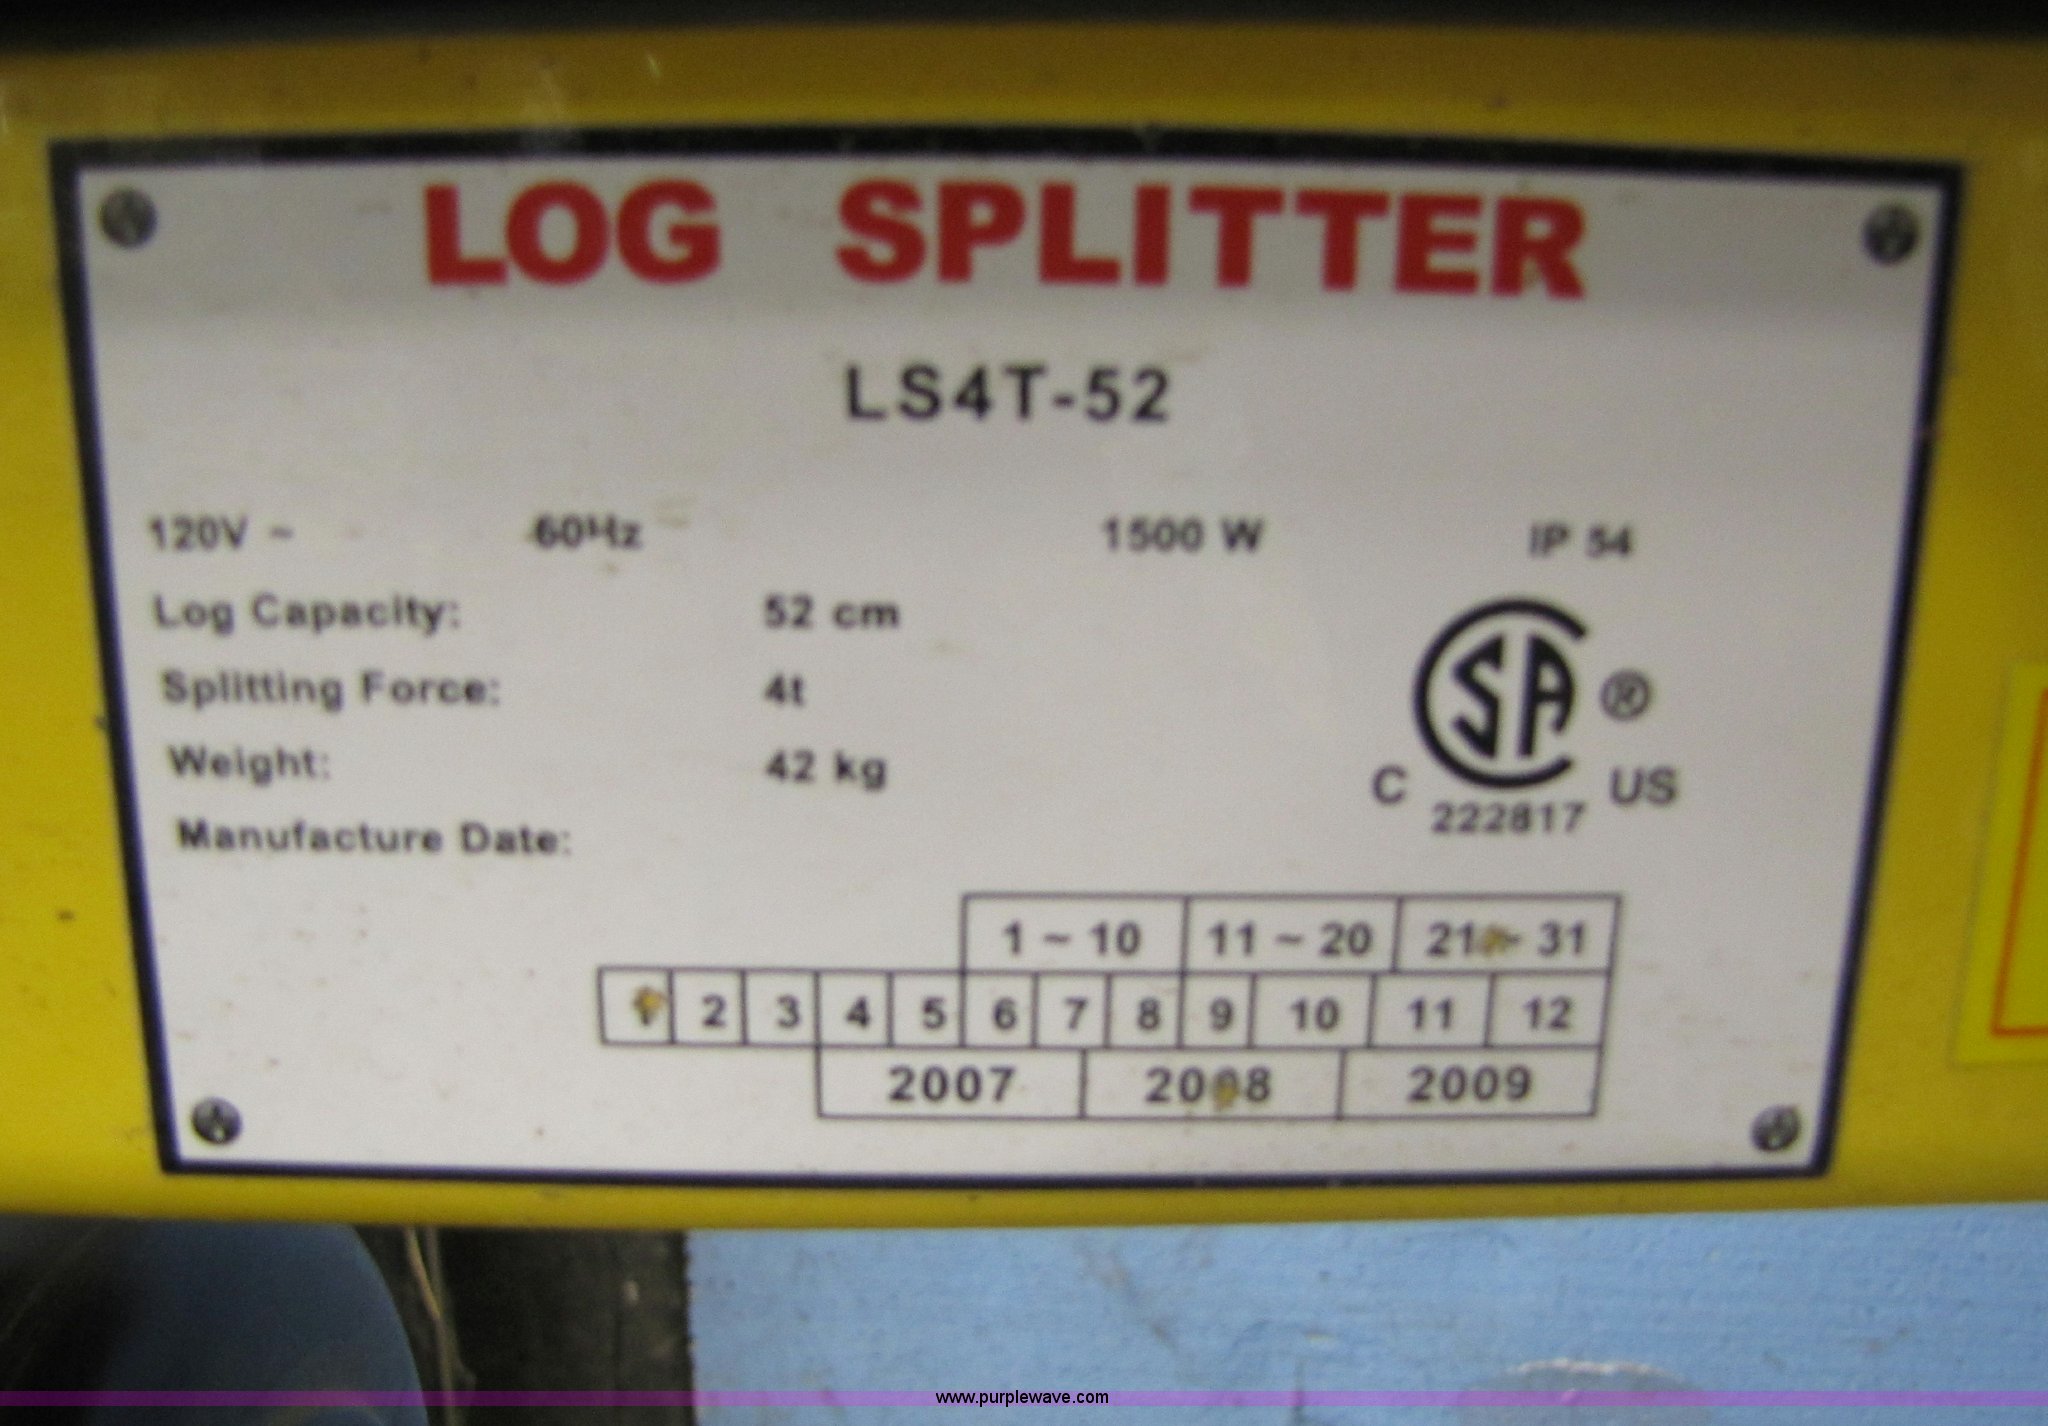 LOG SPLITTER
LS4T-52
120V ~ 60Hz 1500 W IP 54
Log Capacity: 52 cm
Splitting Force: 4t
Weight: 42 kg
Manufacture Date:
SA ®
C US
222817
1 ~ 10 11 ~ 20 21 ~ 31
1 2 3 4 5 6 7 8 9 10 11 12
2007 2008 2009
www.purplewave.com